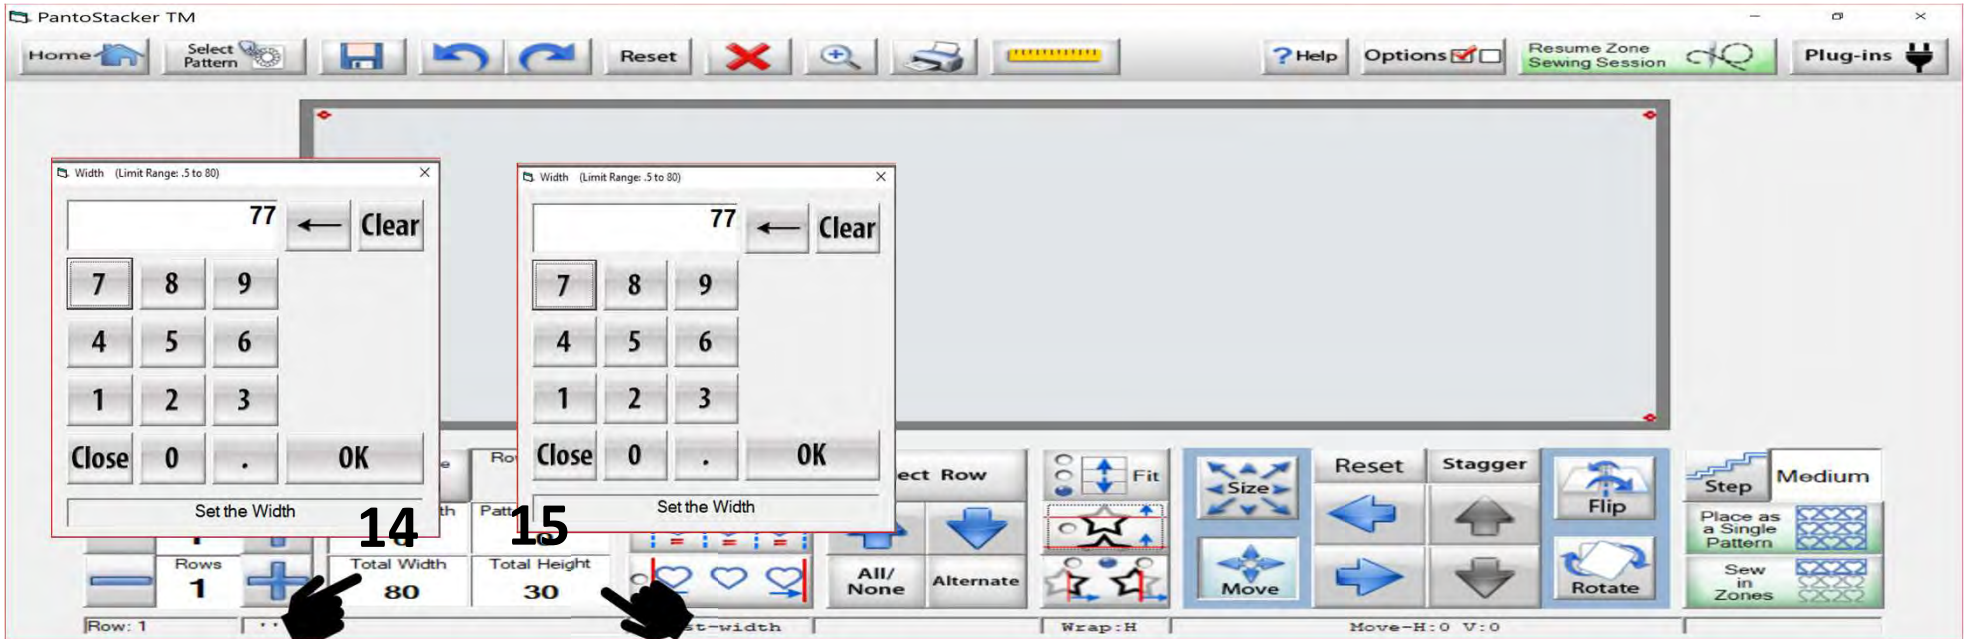 PantoStacker TM
Home
Select
Pattern
Reset
? Help
Options
Resume Zone
Sewing Session
Plug-ins
Width (Limit Range: .5 to 80)
77
Clear
7 8 9
4 5 6
1 2 3
Close 0 . OK
Set the Width
Width (Limit Range: .5 to 80)
77
Clear
7 8 9
4 5 6
1 2 3
Close 0 . OK
Set the Width
14
15
Rows
1
Total Width
80
Total Height
30
ect Row
All/
None
Alternate
Fit
Size
Move
Reset
Stagger
Flip
Rotate
Step
Medium
Place as
a Single
Pattern
Sew
in
Zones
Row: 1
st-width
Wrap:H
Move-H:0 V:0